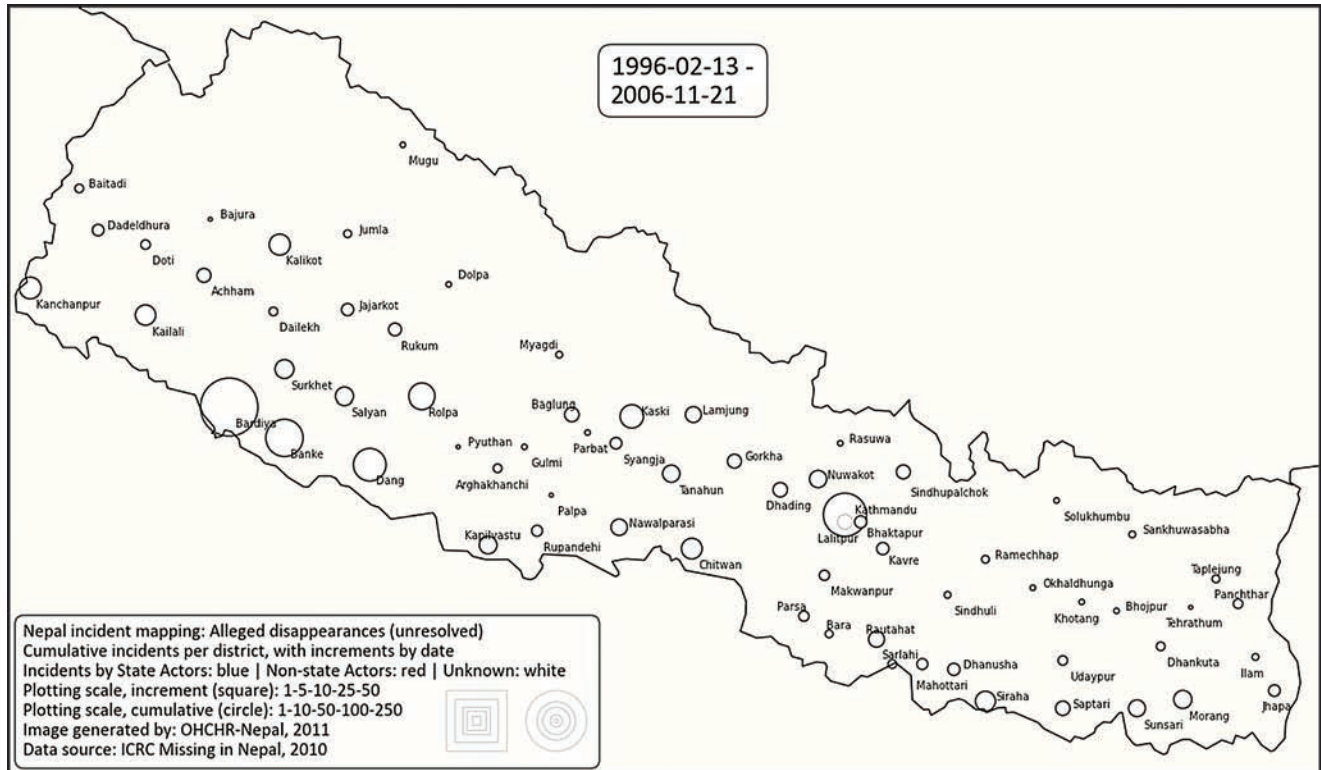 1996-02-13 -
2006-11-21
Mugu
Baitadi
Bajura
Dadeldhura
Jumla
Doti
Kalikot
Dolpa
Achham
Kanchanpur
Jajarkot
Kailali
Dailekh
Rukum
Myagdi
Surkhet
Salyan
Rolpa
Baglung
Kaski
Lamjung
Bardiya
Banke
Pyuthan
Parbat
Rasuwa
Gulmi
Syangja
Gorkha
Dang
Arghakhanchi
Tanahun
Nuwakot
Sindhupalchok
Palpa
Dhading
Kathmandu
Solukhumbu
Kapilvastu
Nawalparasi
Lalitpur
Bhaktapur
Sankhuwasabha
Rupandehi
Chitwan
Kavre
Ramechhap
Taplejung
Makwanpur
Okhaldhunga
Panchthar
Parsa
Sindhuli
Khotang
Bhojpur
Tehrathum
Bara
Rautahat
Sarlahi
Mahottari
Dhanusha
Udaypur
Dhankuta
Ilam
Siraha
Saptari
Sunsari
Morang
Jhapa
Nepal incident mapping: Alleged disappearances (unresolved)
Cumulative incidents per district, with increments by date
Incidents by State Actors: blue | Non-state Actors: red | Unknown: white
Plotting scale, increment (square): 1-5-10-25-50
Plotting scale, cumulative (circle): 1-10-50-100-250
Image generated by: OHCHR-Nepal, 2011
Data source: ICRC Missing in Nepal, 2010